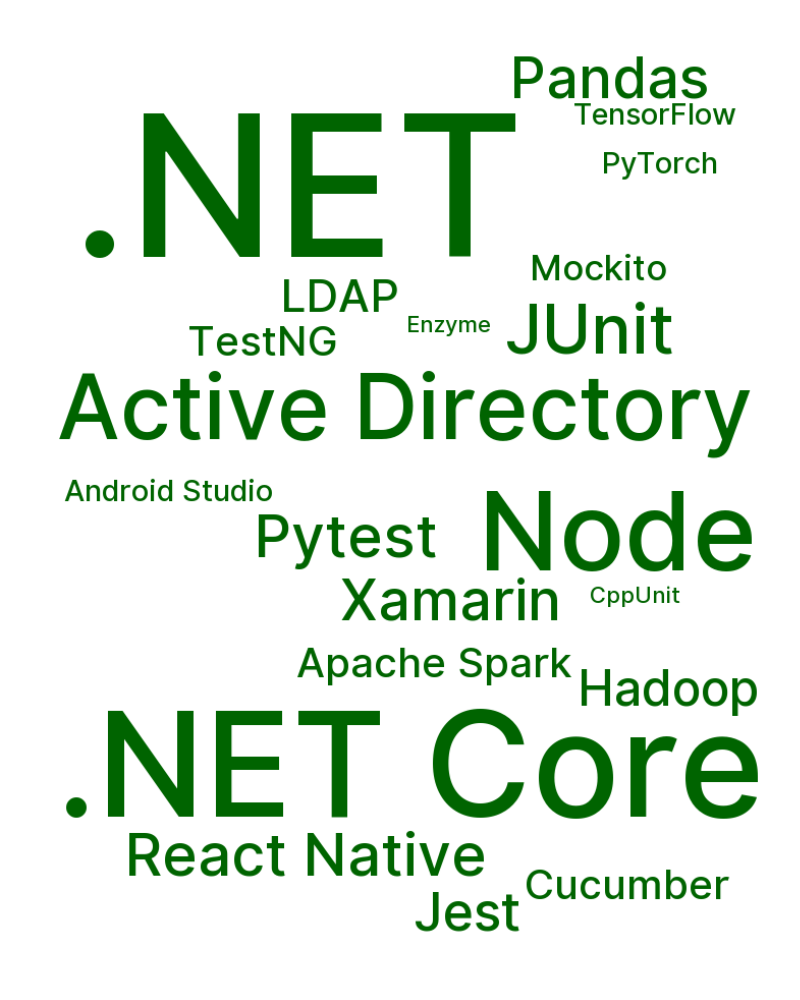 Pandas
TensorFlow
.NET
PyTorch
Mockito
LDAP
Enzyme
JUnit
TestNG
Active Directory
Android Studio
Node
Pytest
Xamarin
CppUnit
Apache Spark
Hadoop
.NET Core
React Native
Cucumber
Jest